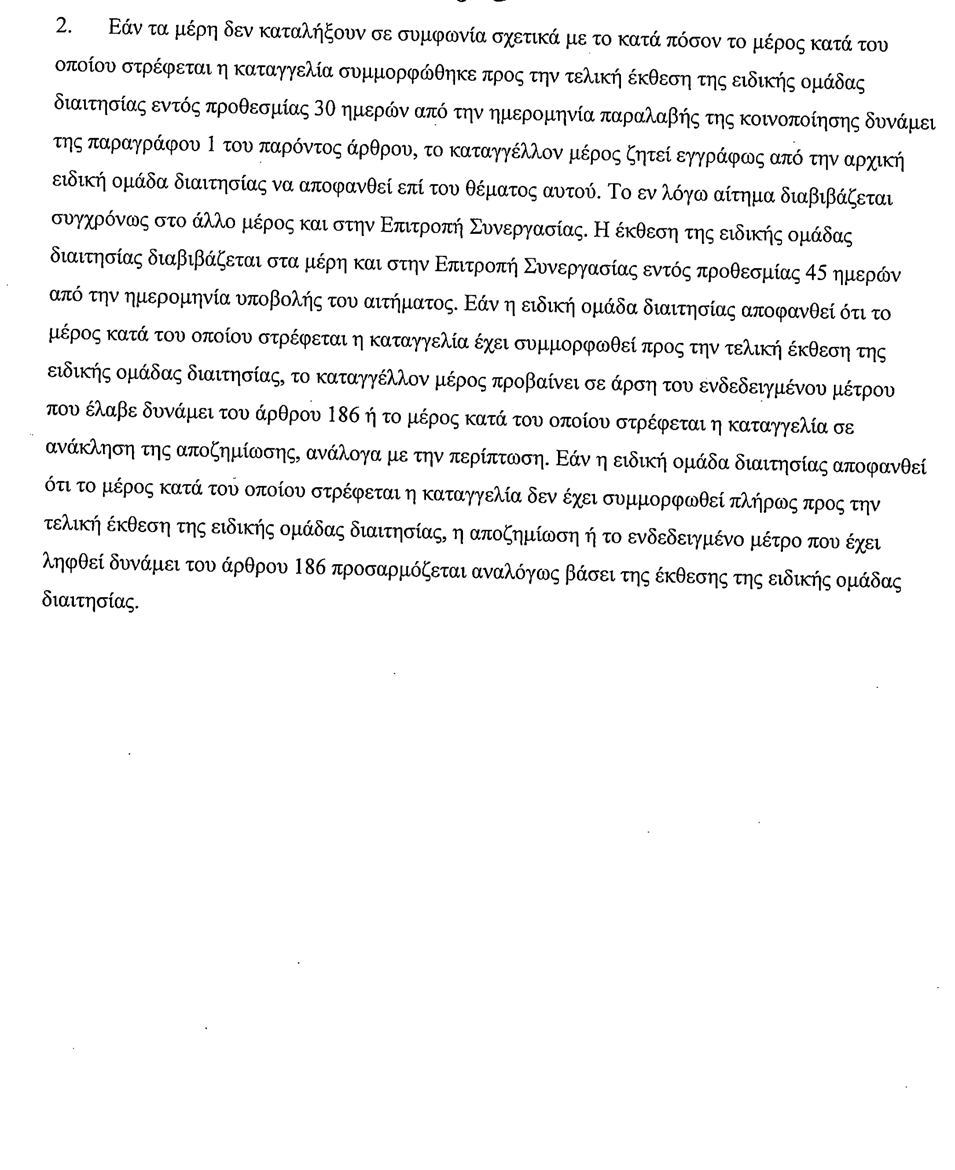 2. Εάν τα μέρη δεν καταλήξουν σε συμφωνία σχετικά με το κατά πόσον το μέρος κατά του
οποίου στρέφεται η καταγγελία συμμορφώθηκε προς την τελική έκθεση της ειδικής ομάδας
διαιτησίας εντός προθεσμίας 30 ημερών από την ημερομηνία παραλαβής της κοινοποίησης δυνάμει
της παραγράφου 1 του παρόντος άρθρου, το καταγγέλλον μέρος ζητεί εγγράφως από την αρχική
ειδική ομάδα διαιτησίας να αποφανθεί επί του θέματος αυτού. Το εν λόγω αίτημα διαβιβάζεται
συγχρόνως στο άλλο μέρος και στην Επιτροπή Συνεργασίας. Η έκθεση της ειδικής ομάδας
διαιτησίας διαβιβάζεται στα μέρη και στην Επιτροπή Συνεργασίας εντός προθεσμίας 45 ημερών
από την ημερομηνία υποβολής του αιτήματος. Εάν η ειδική ομάδα διαιτησίας αποφανθεί ότι το
μέρος κατά του οποίου στρέφεται η καταγγελία έχει συμμορφωθεί προς την τελική έκθεση της
ειδικής ομάδας διαιτησίας, το καταγγέλλον μέρος προβαίνει σε άρση του ενδεδειγμένου μέτρου
που έλαβε δυνάμει του άρθρου 186 ή το μέρος κατά του οποίου στρέφεται η καταγγελία σε
ανάκληση της αποζημίωσης, ανάλογα με την περίπτωση. Εάν η ειδική ομάδα διαιτησίας αποφανθεί
ότι το μέρος κατά του οποίου στρέφεται η καταγγελία δεν έχει συμμορφωθεί πλήρως προς την
τελική έκθεση της ειδικής ομάδας διαιτησίας, η αποζημίωση ή το ενδεδειγμένο μέτρο που έχει
ληφθεί δυνάμει του άρθρου 186 προσαρμόζεται αναλόγως βάσει της έκθεσης της ειδικής ομάδας
διαιτησίας.